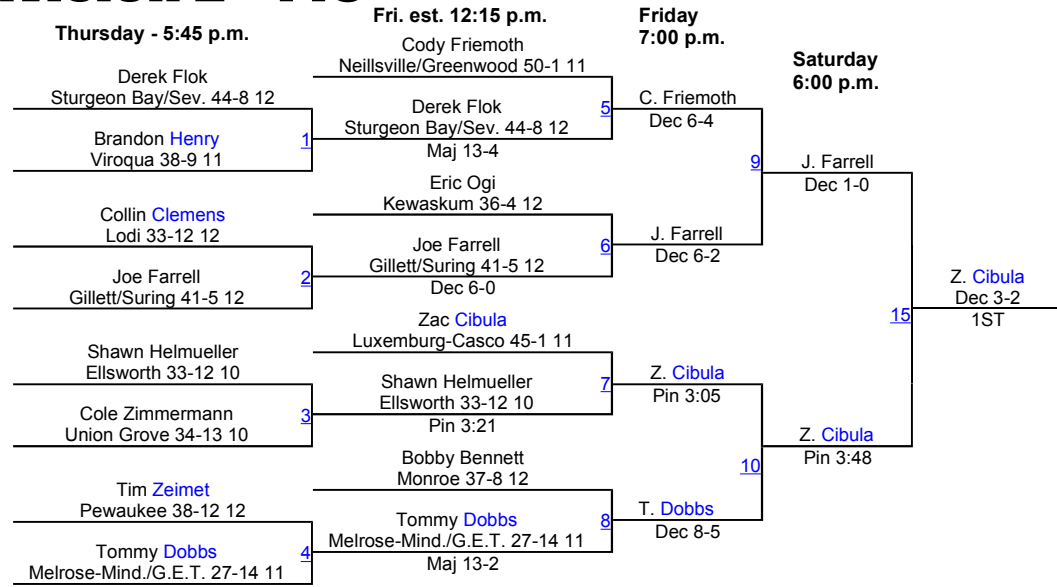 Thursday - 5:45 p.m.
Derek Flok
Sturgeon Bay/Sev. 44-8 12
Brandon Henry
Viroqua 38-9 11
1
Collin Clemens
Lodi 33-12 12
Joe Farrell
Gillett/Suring 41-5 12
2
Shawn Helmueller
Ellsworth 33-12 10
Cole Zimmermann
Union Grove 34-13 10
3
Tim Zeimet
Pewaukee 38-12 12
Tommy Dobbs
Melrose-Mind./G.E.T. 27-14 11
4
Fri. est. 12:15 p.m.
Cody Friemoth
Neillsville/Greenwood 50-1 11
Derek Flok
Sturgeon Bay/Sev. 44-8 12
Maj 13-4
5
Eric Ogi
Kewaskum 36-4 12
Joe Farrell
Gillett/Suring 41-5 12
Dec 6-0
6
Zac Cibula
Luxemburg-Casco 45-1 11
Shawn Helmueller
Ellsworth 33-12 10
Pin 3:21
7
Bobby Bennett
Monroe 37-8 12
Tommy Dobbs
Melrose-Mind./G.E.T. 27-14 11
Maj 13-2
8
Friday
7:00 p.m.
C. Friemoth
Dec 6-4
9
J. Farrell
Dec 6-2
Z. Cibula
Pin 3:05
10
T. Dobbs
Dec 8-5
Saturday
6:00 p.m.
J. Farrell
Dec 1-0
15
Z. Cibula
Pin 3:48
Z. Cibula
Dec 3-2
1ST